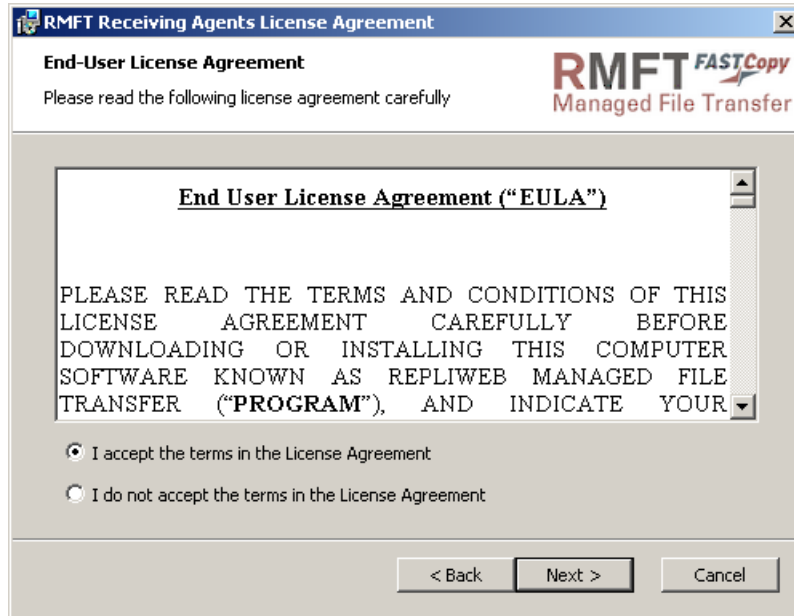 RMFT Receiving Agents License Agreement
End-User License Agreement
Please read the following license agreement carefully
RMFT FASTCopy
Managed File Transfer
End User License Agreement (“EULA”)
PLEASE READ THE TERMS AND CONDITIONS OF THIS
LICENSE AGREEMENT CAREFULLY BEFORE
DOWNLOADING OR INSTALLING THIS COMPUTER
SOFTWARE KNOWN AS REPLIWEB MANAGED FILE
TRANSFER (“PROGRAM”), AND INDICATE YOUR
I accept the terms in the License Agreement
I do not accept the terms in the License Agreement
< Back Next > Cancel